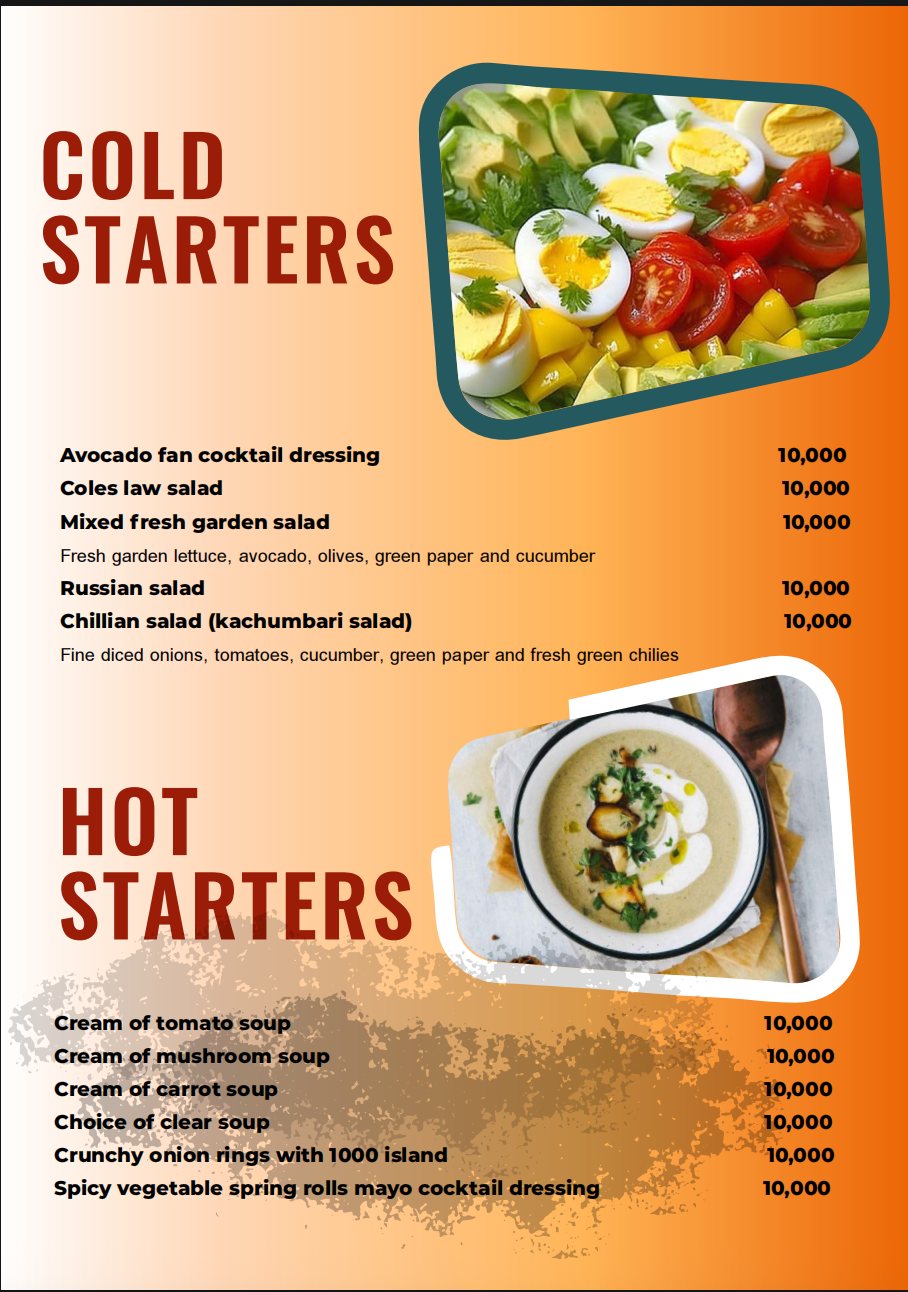 COLD
STARTERS
Avocado fan cocktail dressing 10,000
Coles law salad 10,000
Mixed fresh garden salad 10,000
Fresh garden lettuce, avocado, olives, green paper and cucumber
Russian salad 10,000
Chillian salad (kachumbari salad) 10,000
Fine diced onions, tomatoes, cucumber, green paper and fresh green chilies
HOT
STARTERS
Cream of tomato soup 10,000
Cream of mushroom soup 10,000
Cream of carrot soup 10,000
Choice of clear soup 10,000
Crunchy onion rings with 1000 island 10,000
Spicy vegetable spring rolls mayo cocktail dressing 10,000